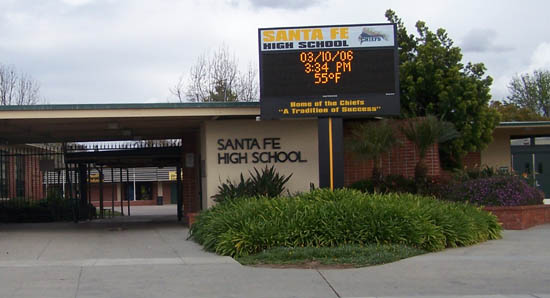 SANTA FE
HIGH SCHOOL
CHIEFS
03/10/06
3:34 PM
55°F
Home of the Chiefs
"A Tradition of Success"
SANTA FE
HIGH SCHOOL.